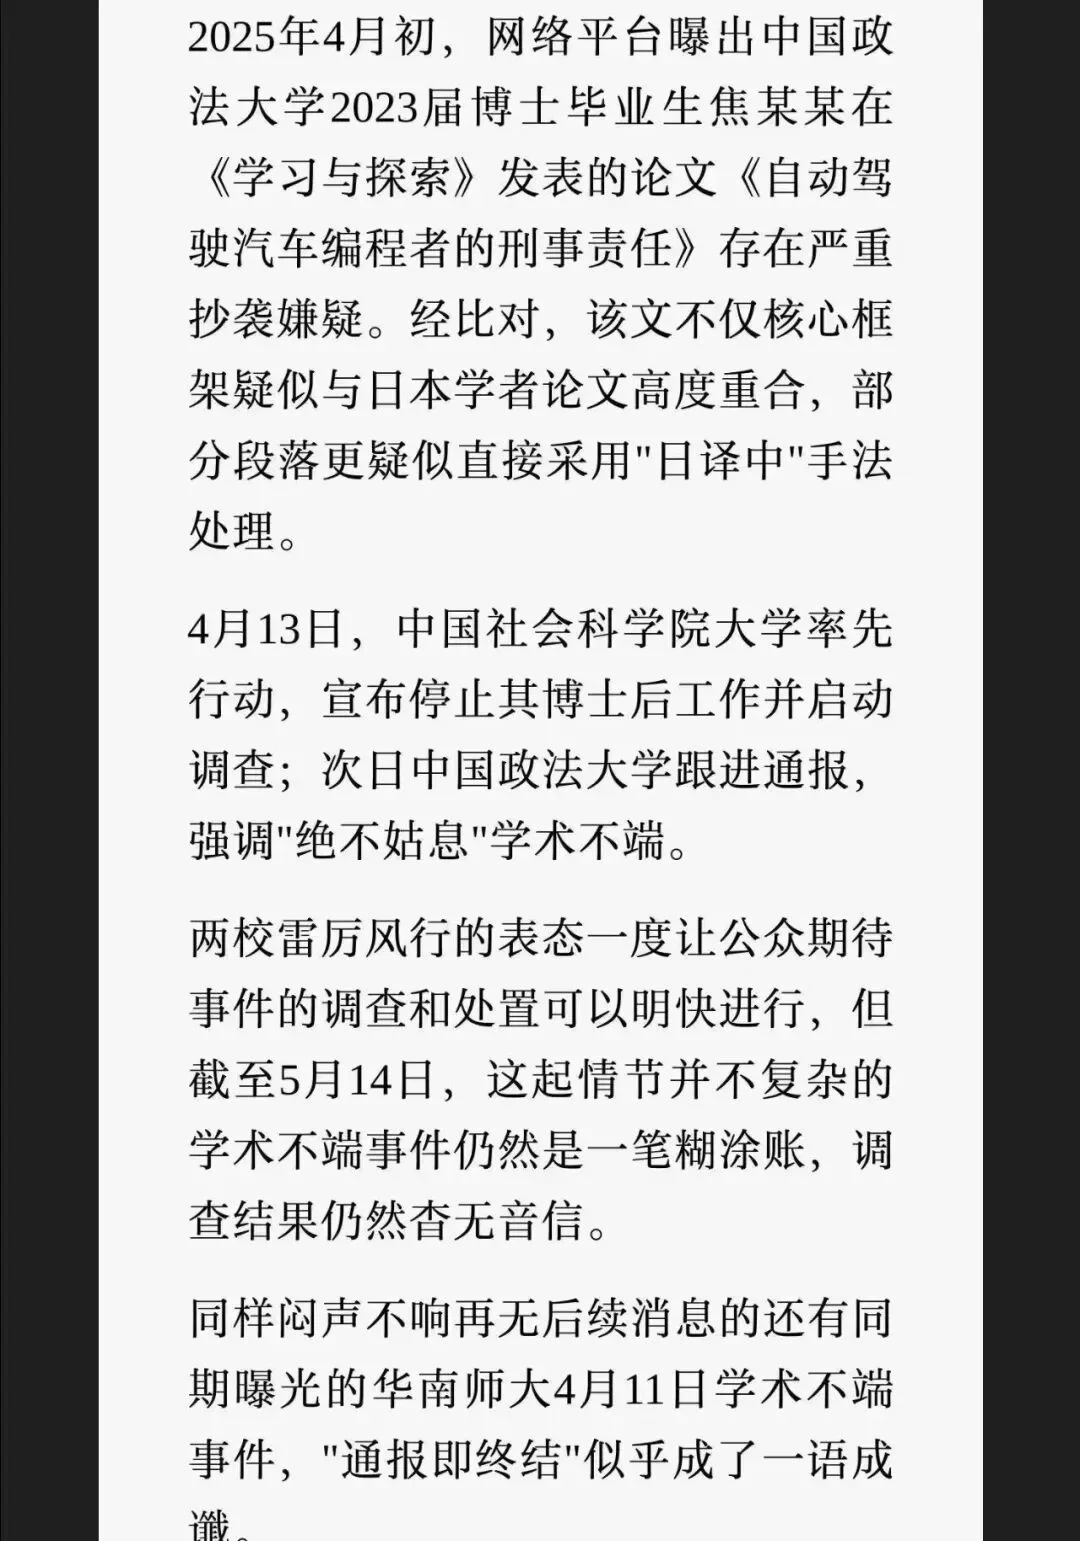 2025年4月初，网络平台曝出中国政
法大学2023届博士毕业生焦某某在
《学习与探索》发表的论文《自动驾
驶汽车编程者的刑事责任》存在严重
抄袭嫌疑。经比对，该文不仅核心框
架疑似与日本学者论文高度重合，部
分段落更疑似直接采用"日译中"手法
处理。
4月13日，中国社会科学院大学率先
行动，宣布停止其博士后工作并启动
调查；次日中国政法大学跟进通报，
强调"绝不姑息"学术不端。
两校雷厉风行的表态一度让公众期待
事件的调查和处置可以明快进行，但
截至5月14日，这起情节并不复杂的
学术不端事件仍然是一笔糊涂账，调
查结果仍然杳无音信。
同样闷声不响再无后续消息的还有同
期曝光的华南师大4月11日学术不端
事件，"通报即终结"似乎成了一语成
谶。